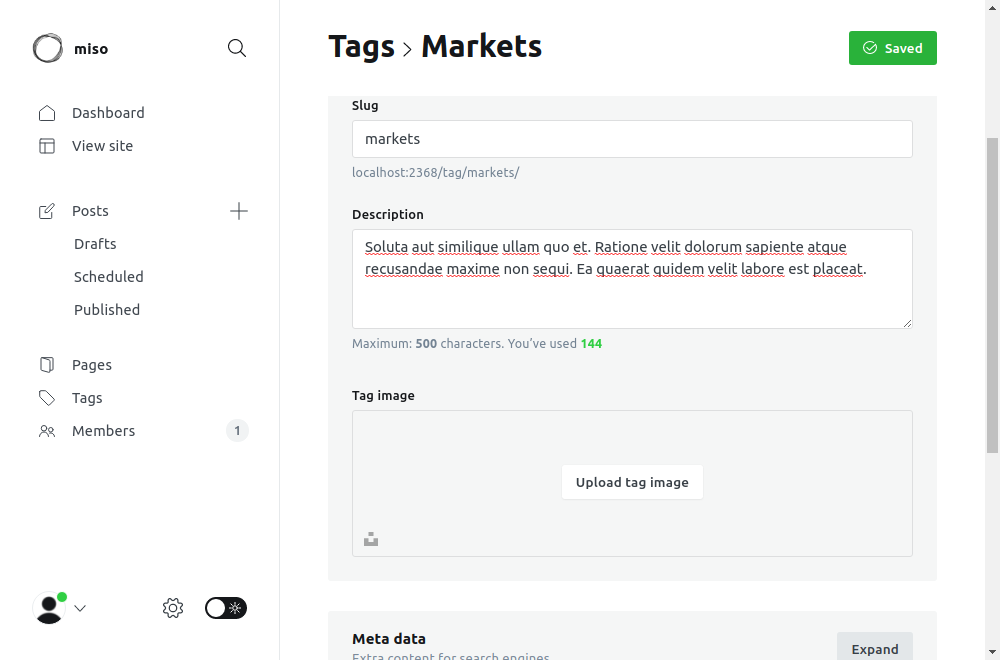 miso
Dashboard
View site
Posts
Drafts
Scheduled
Published
Pages
Tags
Members
1
Tags
Markets
Saved
Slug
markets
localhost:2368/tag/markets/
Description
Soluta aut similique ullam quo et. Ratione velit dolorum sapiente atque
recusandae maxime non sequi. Ea quaerat quidem velit labore est placeat.
Maximum: 500 characters. You’ve used 144
Tag image
Upload tag image
Meta data
Expand
Extra content for search engines